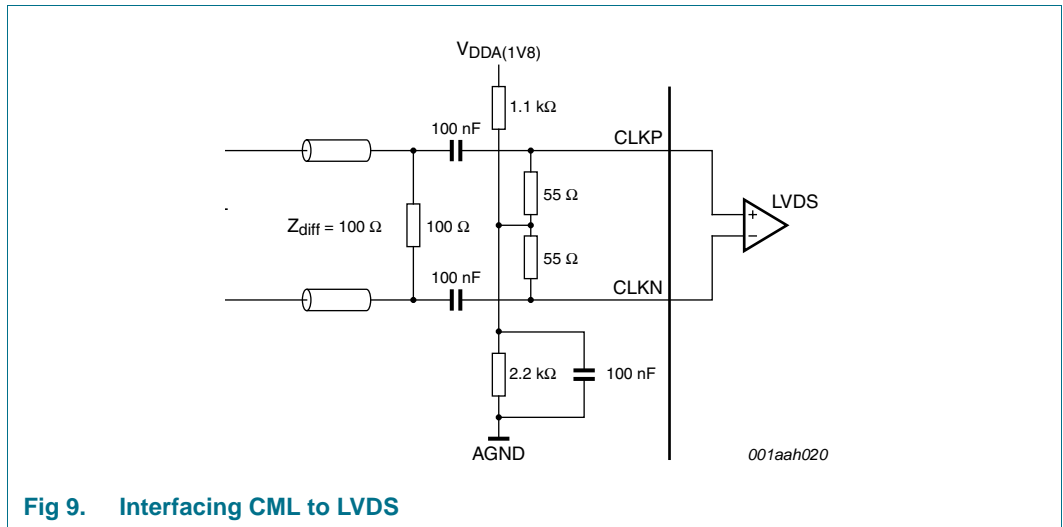 VDDA(1V8)
1.1 kΩ
100 nF
CLKP
55 Ω
LVDS
Zdiff = 100 Ω
100 Ω
+
−
55 Ω
100 nF
CLKN
2.2 kΩ
100 nF
AGND
001aah020
Fig 9. Interfacing CML to LVDS